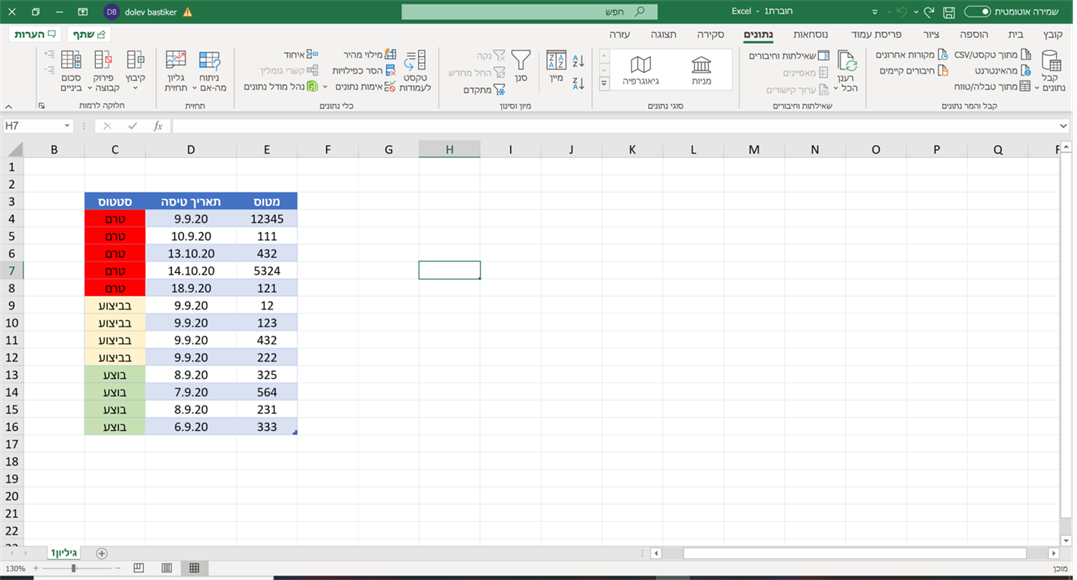 שמירה אוטומטית
חוברת1 - Excel
חפש
dolev bastiker
DB
קובץ בית הוספה ציור פריסת עמוד נוסחאות נתונים סקירה תצוגה עזרה
שתף
הערות
קבל נתונים
מתוך טקסט/CSV
מהאינטרנט
מתוך טבלה/טווח
מקורות אחרונים
חיבורים קיימים
קבל והמר נתונים
רענן הכל
שאילתות וחיבורים
מאפיינים
ערוך קישורים
שאילתות וחיבורים
מניות
גיאוגרפיה
סוגי נתונים
מיין
סנן
נקה
החל מחדש
מתקדם
מיון וסינון
טקסט לעמודות
מילוי מהיר
הסר כפילויות
אימות נתונים
איחוד
קשרי גומלין
נהל מודל נתונים
כלי נתונים
ניתוח מה-אם
גליון תחזית
תחזית
קיבוץ
פירוק קבוצה
סכום ביניים
חלוקה לרמות
H7
fx
B C D E F G H I J K L M N O P Q
1
2
3 סטטוס תאריך טיסה מטוס
4 טרם 9.9.20 12345
5 טרם 10.9.20 111
6 טרם 13.10.20 432
7 טרם 14.10.20 5324
8 טרם 18.9.20 121
9 בביצוע 9.9.20 12
10 בביצוע 9.9.20 123
11 בביצוע 9.9.20 432
12 בביצוע 9.9.20 222
13 בוצע 8.9.20 325
14 בוצע 7.9.20 564
15 בוצע 8.9.20 231
16 בוצע 6.9.20 333
17
18
19
20
21
22
גיליון1
מוכן
130%